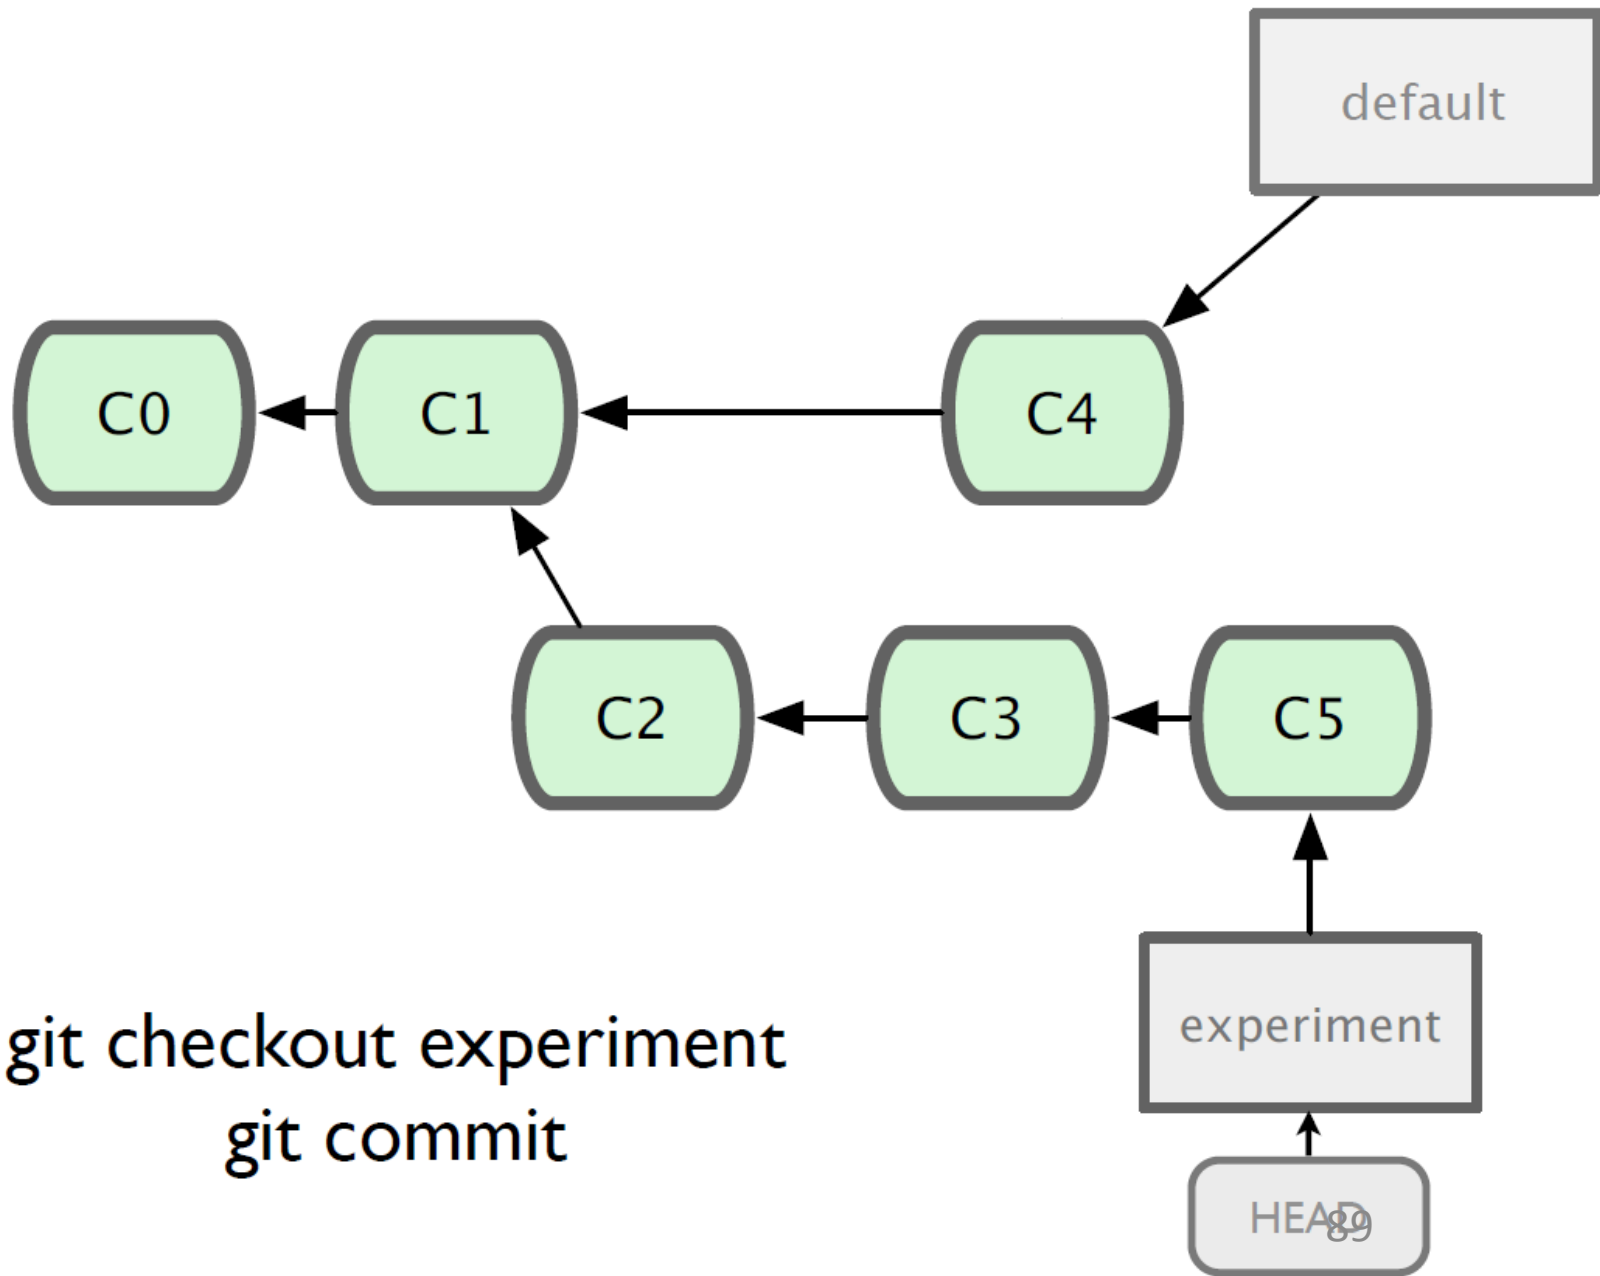 default
C0
C1
C4
C2
C3
C5
experiment
git checkout experiment
git commit
HEAD
89